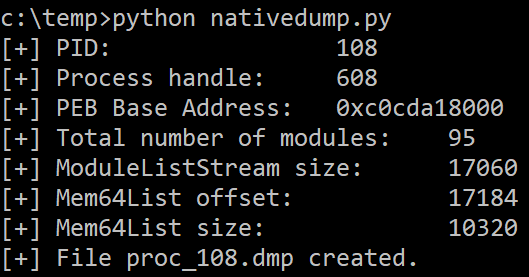 c:\temp>python nativedump.py
[+] PID: 108
[+] Process handle: 608
[+] PEB Base Address: 0xc0cda18000
[+] Total number of modules: 95
[+] ModuleListStream size: 17060
[+] Mem64List offset: 17184
[+] Mem64List size: 10320
[+] File proc_108.dmp created.